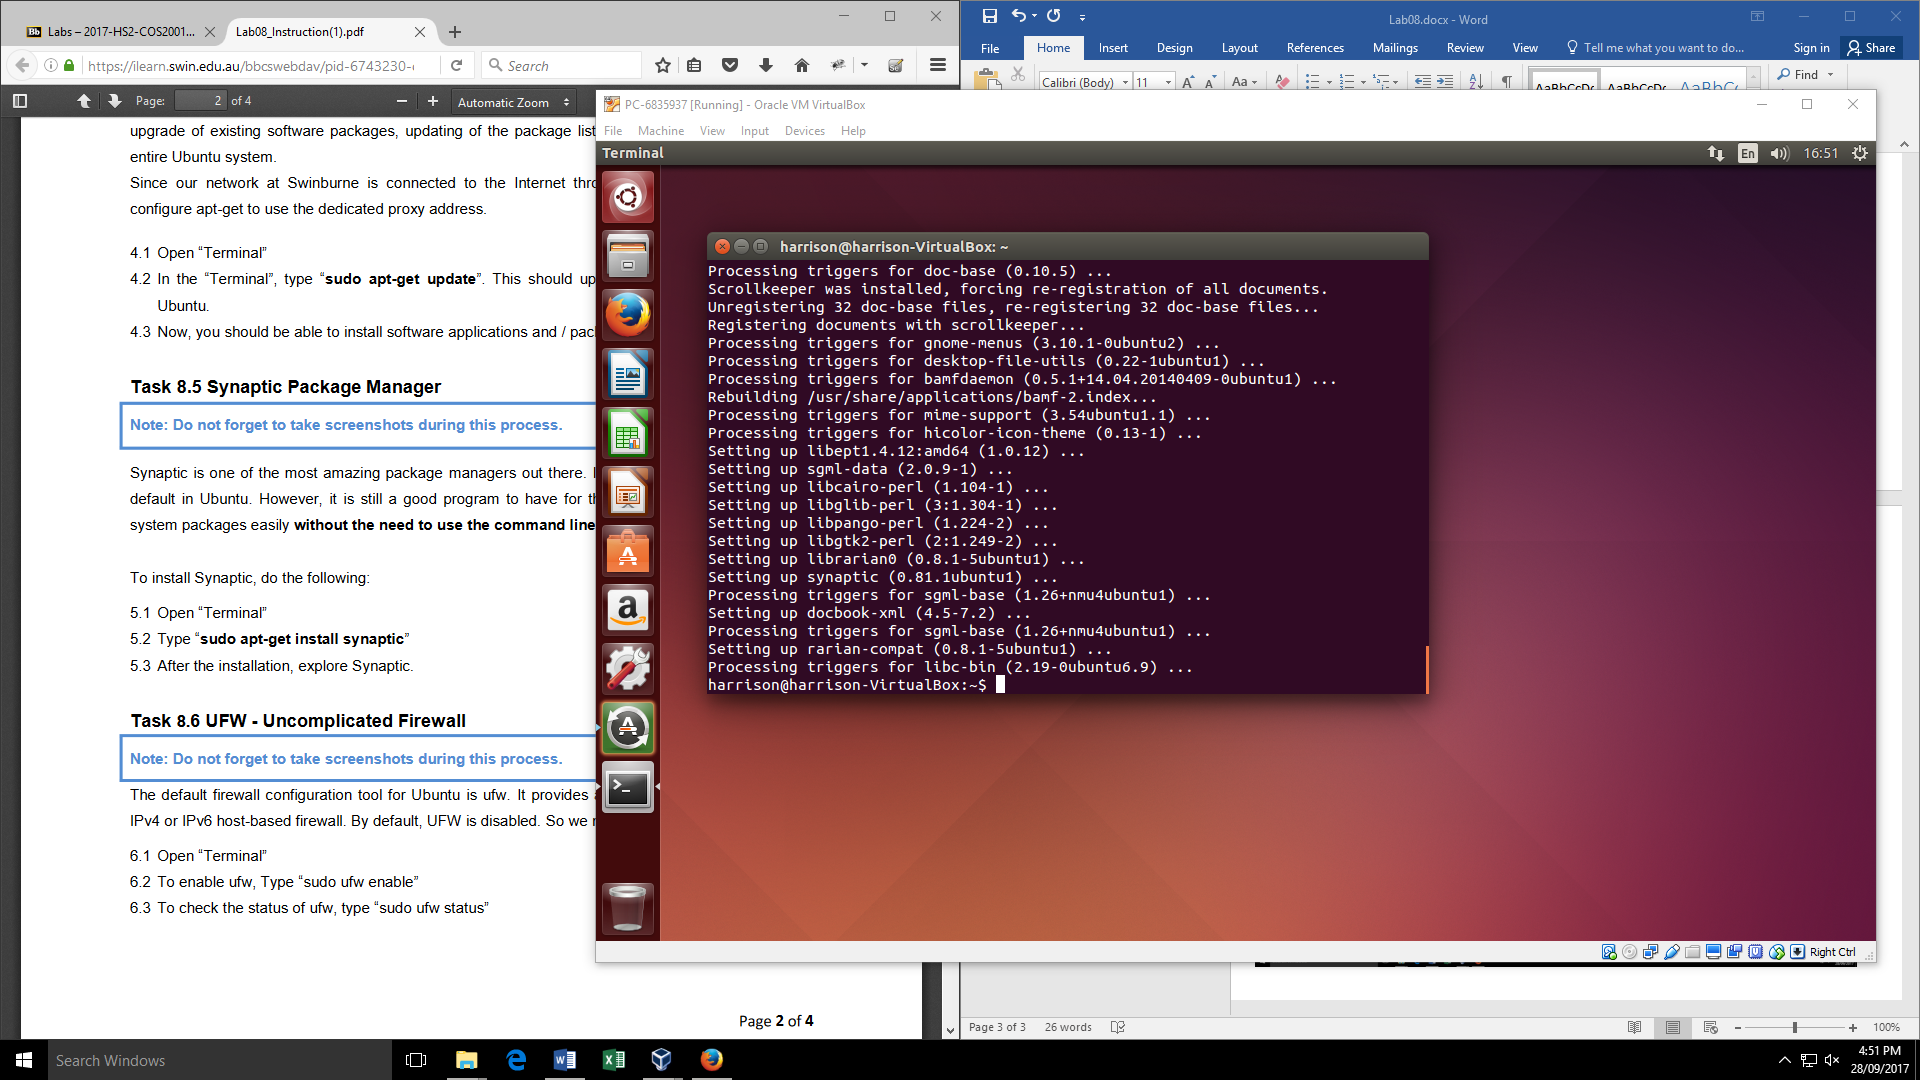 Labs – 2017-HS2-COS2001...
Lab08_Instruction(1).pdf
https://ilearn.swin.edu.au/bbcswebdav/pid-6743230-
Search
Page: 2 of 4
Automatic Zoom
upgrade of existing software packages, updating of the package list
entire Ubuntu system.
Since our network at Swinburne is connected to the Internet thr
configure apt-get to use the dedicated proxy address.
4.1 Open “Terminal”
4.2 In the “Terminal”, type “sudo apt-get update”. This should up
Ubuntu.
4.3 Now, you should be able to install software applications and / pac
Task 8.5 Synaptic Package Manager
Note: Do not forget to take screenshots during this process.
Synaptic is one of the most amazing package managers out there.
default in Ubuntu. However, it is still a good program to have for th
system packages easily without the need to use the command line
To install Synaptic, do the following:
5.1 Open “Terminal”
5.2 Type “sudo apt-get install synaptic”
5.3 After the installation, explore Synaptic.
Task 8.6 UFW - Uncomplicated Firewall
Note: Do not forget to take screenshots during this process.
The default firewall configuration tool for Ubuntu is ufw. It provides
IPv4 or IPv6 host-based firewall. By default, UFW is disabled. So we
6.1 Open “Terminal”
6.2 To enable ufw, Type “sudo ufw enable”
6.3 To check the status of ufw, type “sudo ufw status”
Page 2 of 4
Lab08.docx - Word
File Home Insert Design Layout References Mailings Review View Tell me what you want to do... Sign in Share
Calibri (Body) 11 Aa Find
AaBbCcDc AaBbCcDc AaBbC
PC-6835937 [Running] - Oracle VM VirtualBox
File Machine View Input Devices Help
Terminal En 16:51
harrison@harrison-VirtualBox: ~
Processing triggers for doc-base (0.10.5) ...
Scrollkeeper was installed, forcing re-registration of all documents.
Unregistering 32 doc-base files, re-registering 32 doc-base files...
Registering documents with scrollkeeper...
Processing triggers for gnome-menus (3.10.1-0ubuntu2) ...
Processing triggers for desktop-file-utils (0.22-1ubuntu1) ...
Processing triggers for bamfdaemon (0.5.1+14.04.20140409-0ubuntu1) ...
Rebuilding /usr/share/applications/bamf-2.index...
Processing triggers for mime-support (3.54ubuntu1.1) ...
Processing triggers for hicolor-icon-theme (0.13-1) ...
Setting up libept1.4.12:amd64 (1.0.12) ...
Setting up sgml-data (2.0.9-1) ...
Setting up libcairo-perl (1.104-1) ...
Setting up libglib-perl (3:1.304-1) ...
Setting up libpango-perl (1.224-2) ...
Setting up libgtk2-perl (2:1.249-2) ...
Setting up librarian0 (0.8.1-5ubuntu1) ...
Setting up synaptic (0.81.1ubuntu1) ...
Processing triggers for sgml-base (1.26+nmu4ubuntu1) ...
Setting up docbook-xml (4.5-7.2) ...
Processing triggers for sgml-base (1.26+nmu4ubuntu1) ...
Setting up rarian-compat (0.8.1-5ubuntu1) ...
Processing triggers for libc-bin (2.19-0ubuntu6.9) ...
harrison@harrison-VirtualBox:~$
Right Ctrl
Page 3 of 3 26 words 100%
Search Windows
4:51 PM
28/09/2017